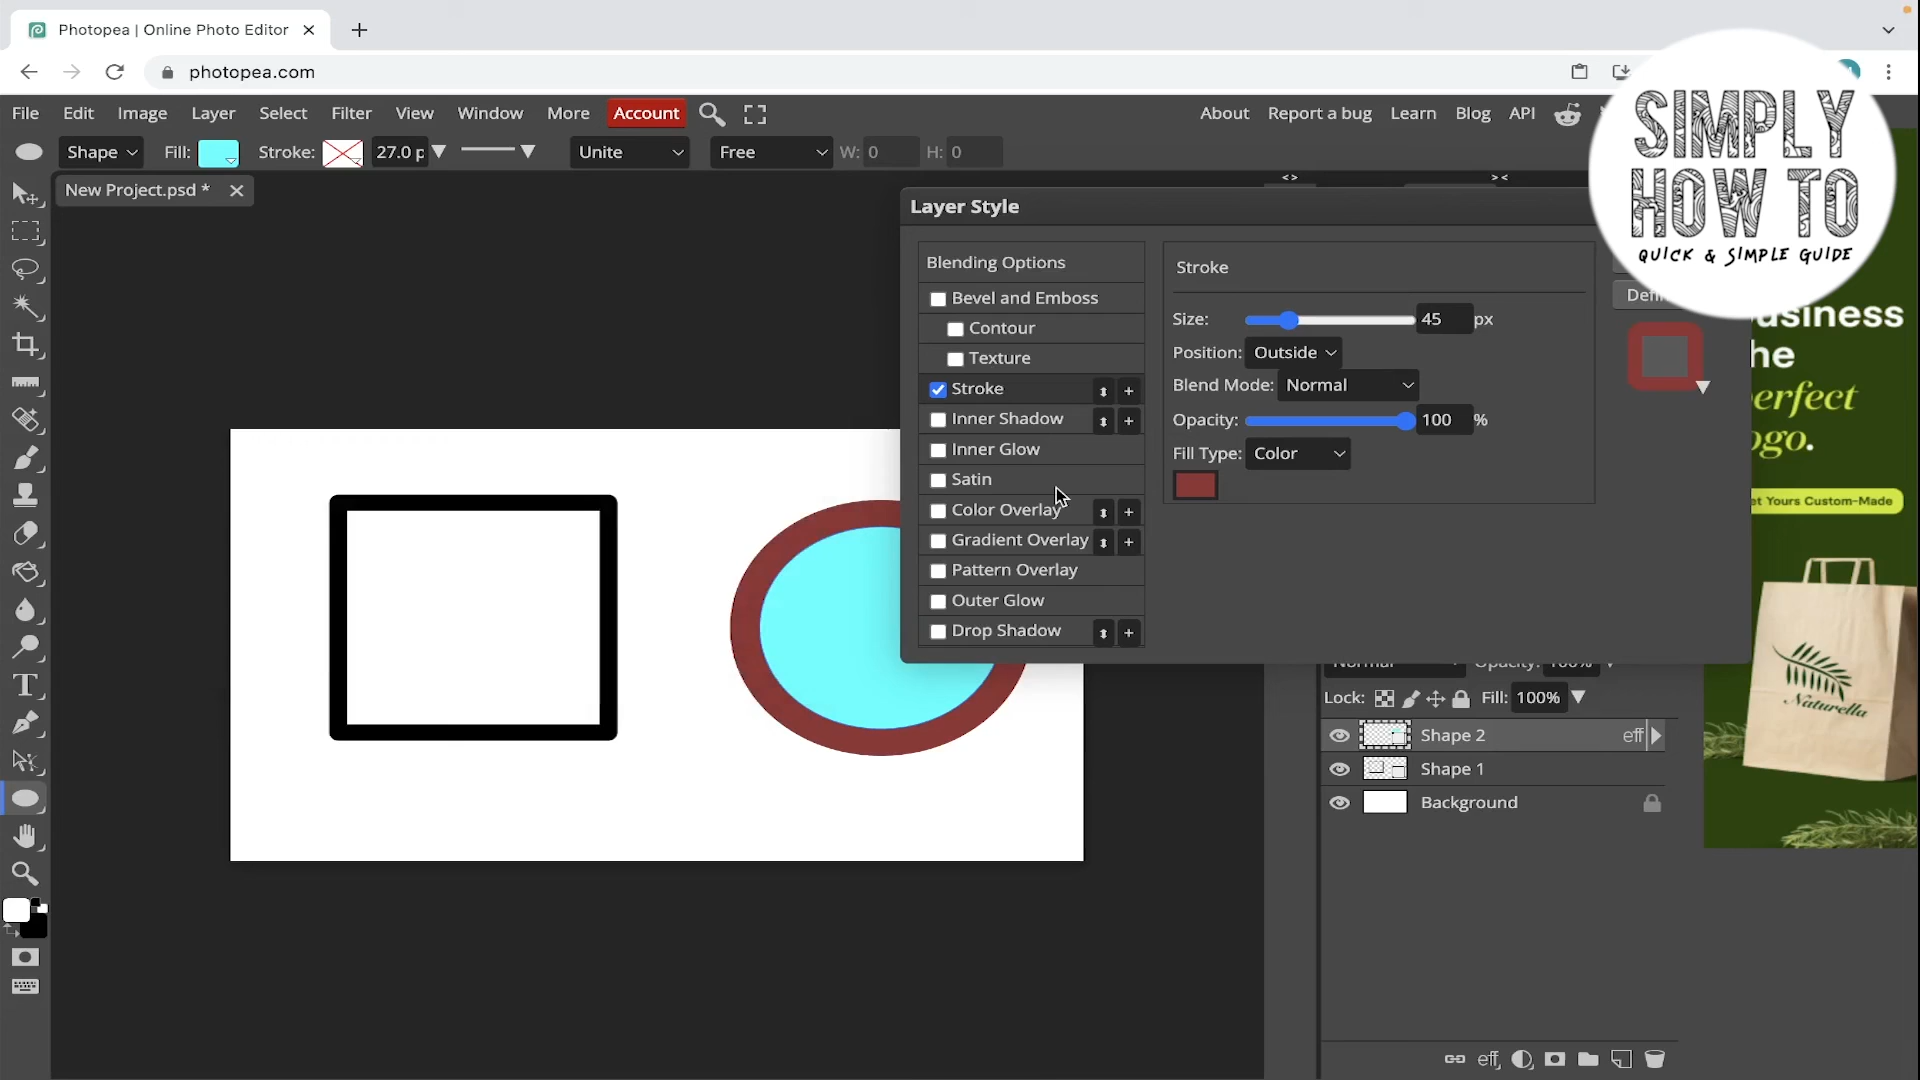 Photopea | Online Photo Editor
photopea.com
File Edit Image Layer Select Filter View Window More Account
About Report a bug Learn Blog API
Shape Fill: Stroke: 27.0 p Unite Free W: 0 H: 0
New Project.psd *
SIMPLY
HOW TO
QUICK & SIMPLE GUIDE
Layer Style
Blending Options
Bevel and Emboss
Contour
Texture
Stroke
Inner Shadow
Inner Glow
Satin
Color Overlay
Gradient Overlay
Pattern Overlay
Outer Glow
Drop Shadow
Stroke
Size: 45 px
Position: Outside
Blend Mode: Normal
Opacity: 100 %
Fill Type: Color
Defi
usiness
he
erfect
ogo.
et Yours Custom-Made
Naturella
Normal Opacity: 100%
Lock: Fill: 100%
Shape 2 eff
Shape 1
Background
eff